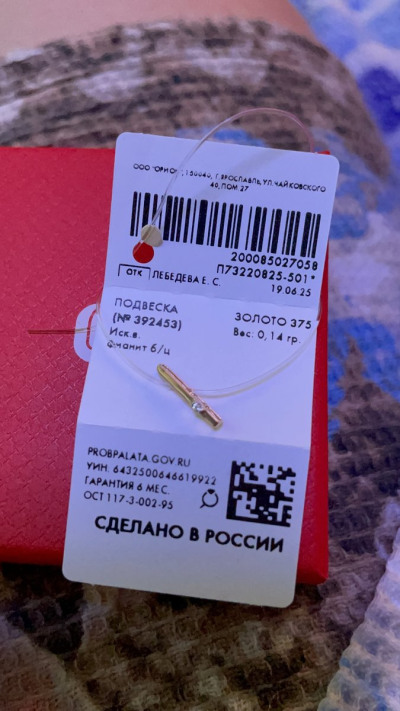 ООО "ОРИОН", 150040, Г. ЯРОСЛАВЛЬ, УЛ. ЧАЙКОВСКОГО
40, ПОМ 27
200085027058
П73220825-501*
ОТК ЛЕБЕДЕВА Е. С.
19.06.25
ПОДВЕСКА
(№ 392453)
Иск.в.
Фианит б/ц
ЗОЛОТО 375
Вес: 0,14 гр.
PROBPALATA.GOV.RU
УИН: 6432500646619922
ГАРАНТИЯ 6 МЕС.
ОСТ 117-3-002-95
СДЕЛАНО В РОССИИ